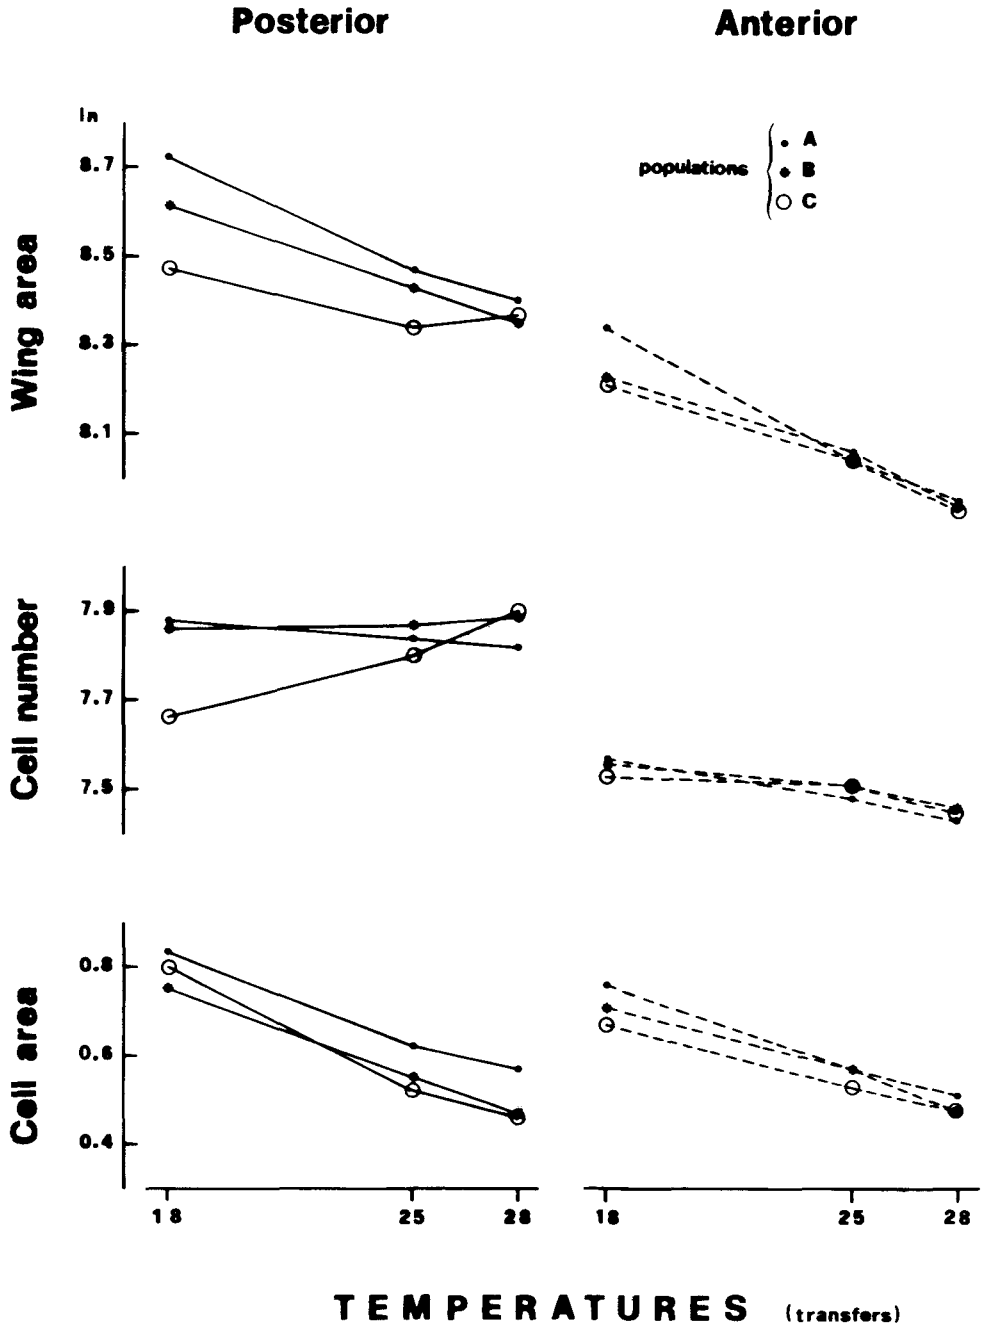 Posterior Anterior
ln
8.7
8.5
8.3
8.1
Wing area
populations
A
B
C
7.9
7.7
7.5
Cell number
0.8
0.6
0.4
Cell area
18 25 28 18 25 28
TEMPERATURES (transfers)